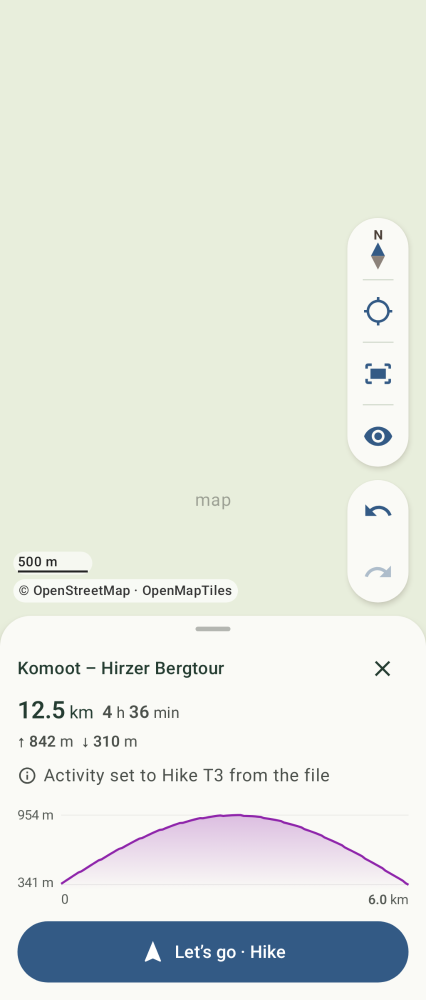 N
map
500 m
© OpenStreetMap · OpenMapTiles
Komoot – Hirzer Bergtour
12.5 km 4 h 36 min
↑ 842 m ↓ 310 m
Activity set to Hike T3 from the file
954 m
341 m
0 6.0 km
Let's go · Hike